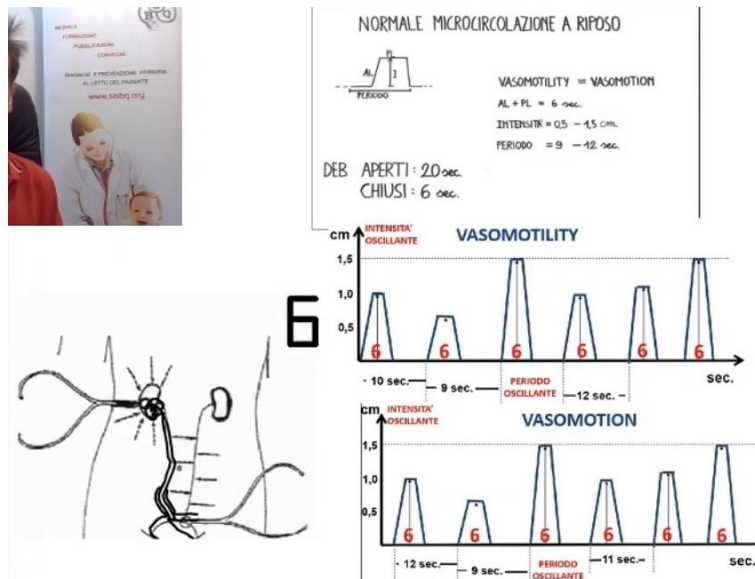 SBQ
RICERCA
FORMAZIONE
PUBBLICAZIONI
CONVEGNI
DIAGNOSI E PREVENZIONE PRIMARIA
AL LETTO DEL PAZIENTE
www.sisbq.org
NORMALE MICROCIRCOLAZIONE A RIPOSO
PL
AL
I
PERIODO
VASOMOTILITY = VASOMOTION
AL + PL = 6 sec.
INTENSITÀ = 0,5 – 1,5 cm.
PERIODO = 9 – 12 sec.
DEB APERTI : 20 sec.
CHIUSI : 6 sec.
6
cm
INTENSITA'
OSCILLANTE
VASOMOTILITY
1,5
1,0
0,5
6 6 6 6 6 6
- 10 sec. -
9 sec.
PERIODO
OSCILLANTE
12 sec. -
sec.
cm
INTENSITA'
OSCILLANTE
VASOMOTION
1,5
1,0
0,5
6 6 6 6 6 6
- 12 sec.
9 sec.
PERIODO
OSCILLANTE
11 sec. -
sec.